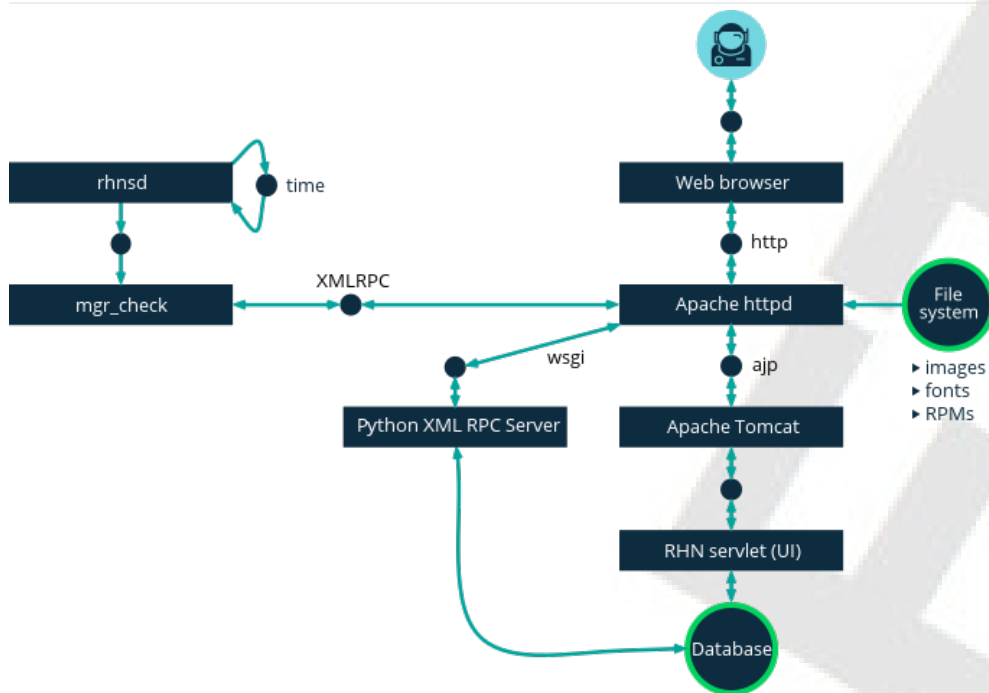 rhnsd
time
Web browser
http
XMLRPC
mgr_check
Apache httpd
File
system
wsgi
ajp
▸ images
▸ fonts
▸ RPMs
Python XML RPC Server
Apache Tomcat
RHN servlet (UI)
Database